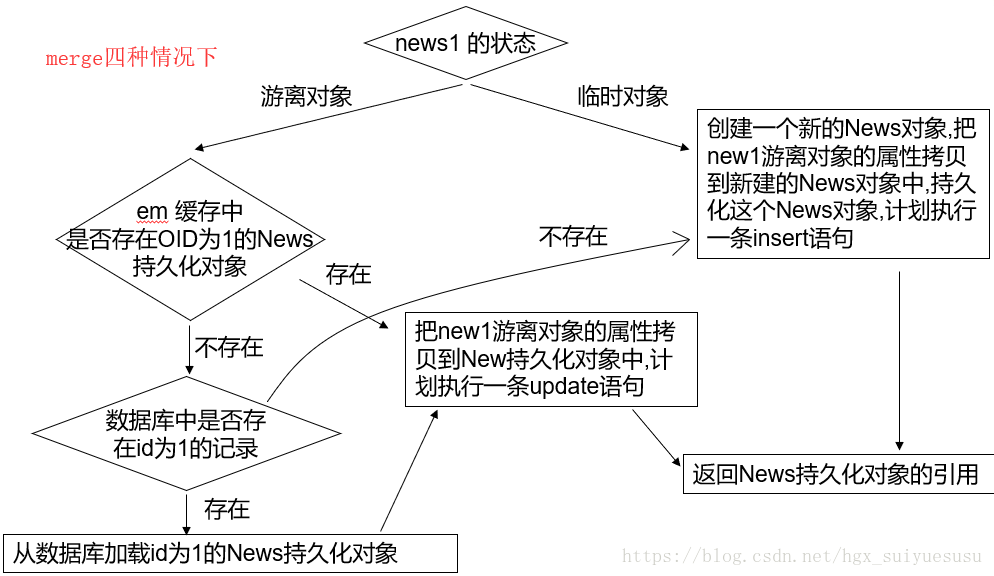 merge四种情况下
news1 的状态
游离对象
临时对象
创建一个新的News对象,把
new1游离对象的属性拷贝
到新建的News对象中,持久
化这个News对象,计划执行
一条insert语句
em 缓存中
是否存在OID为1的News
持久化对象
不存在
存在
把new1游离对象的属性拷
贝到New持久化对象中,计
划执行一条update语句
不存在
数据库中是否存
在id为1的记录
返回News持久化对象的引用
存在
从数据库加载id为1的News持久化对象
https://blog.csdn.net/hgx_suiyuesusu